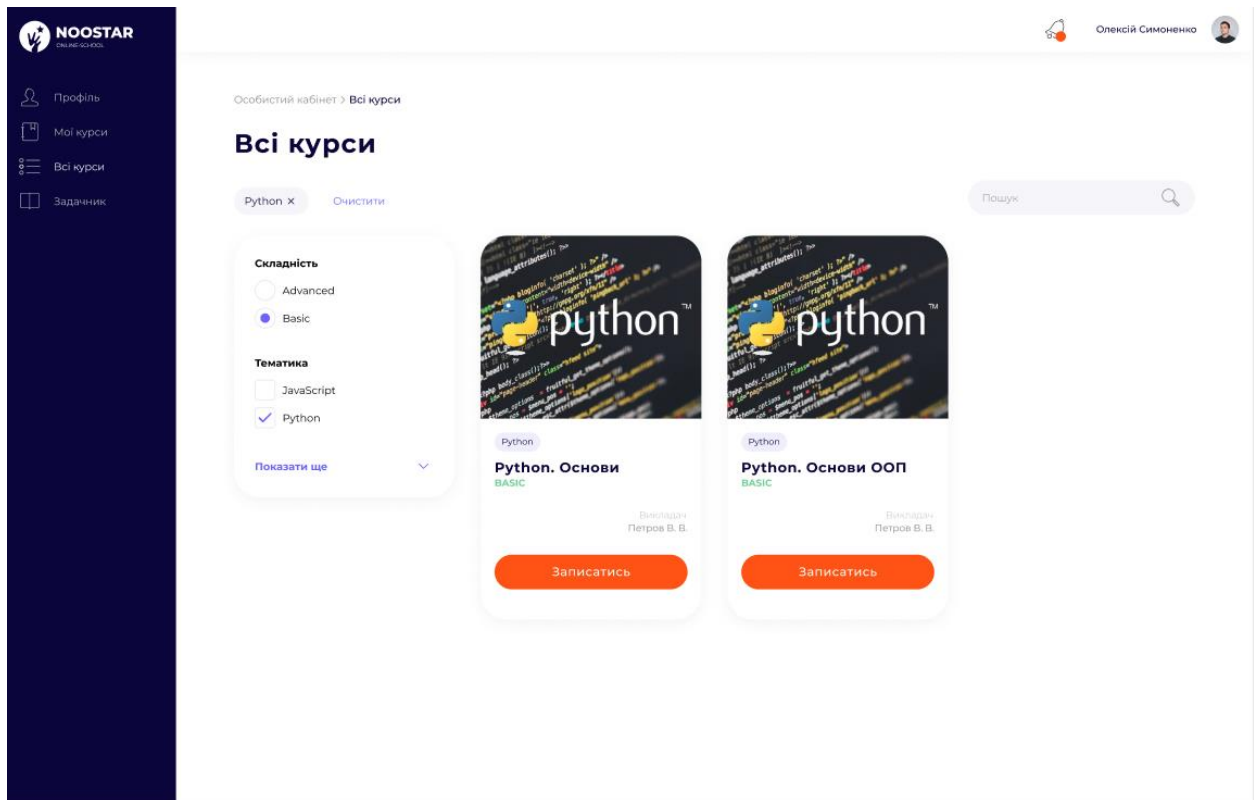 NOOSTAR
ONLINE-SCHOOL
Олексій Симоненко
Профіль
Мої курси
Всі курси
Задачник
Особистий кабінет > Всі курси
Всі курси
Python ×
Очистити
Пошук
Складність
Advanced
Basic
Тематика
JavaScript
Python
Показати ще
python™
Python
Python. Основи
BASIC
Викладач
Петров В. В.
Записатись
python™
Python
Python. Основи ООП
BASIC
Викладач
Петров В. В.
Записатись